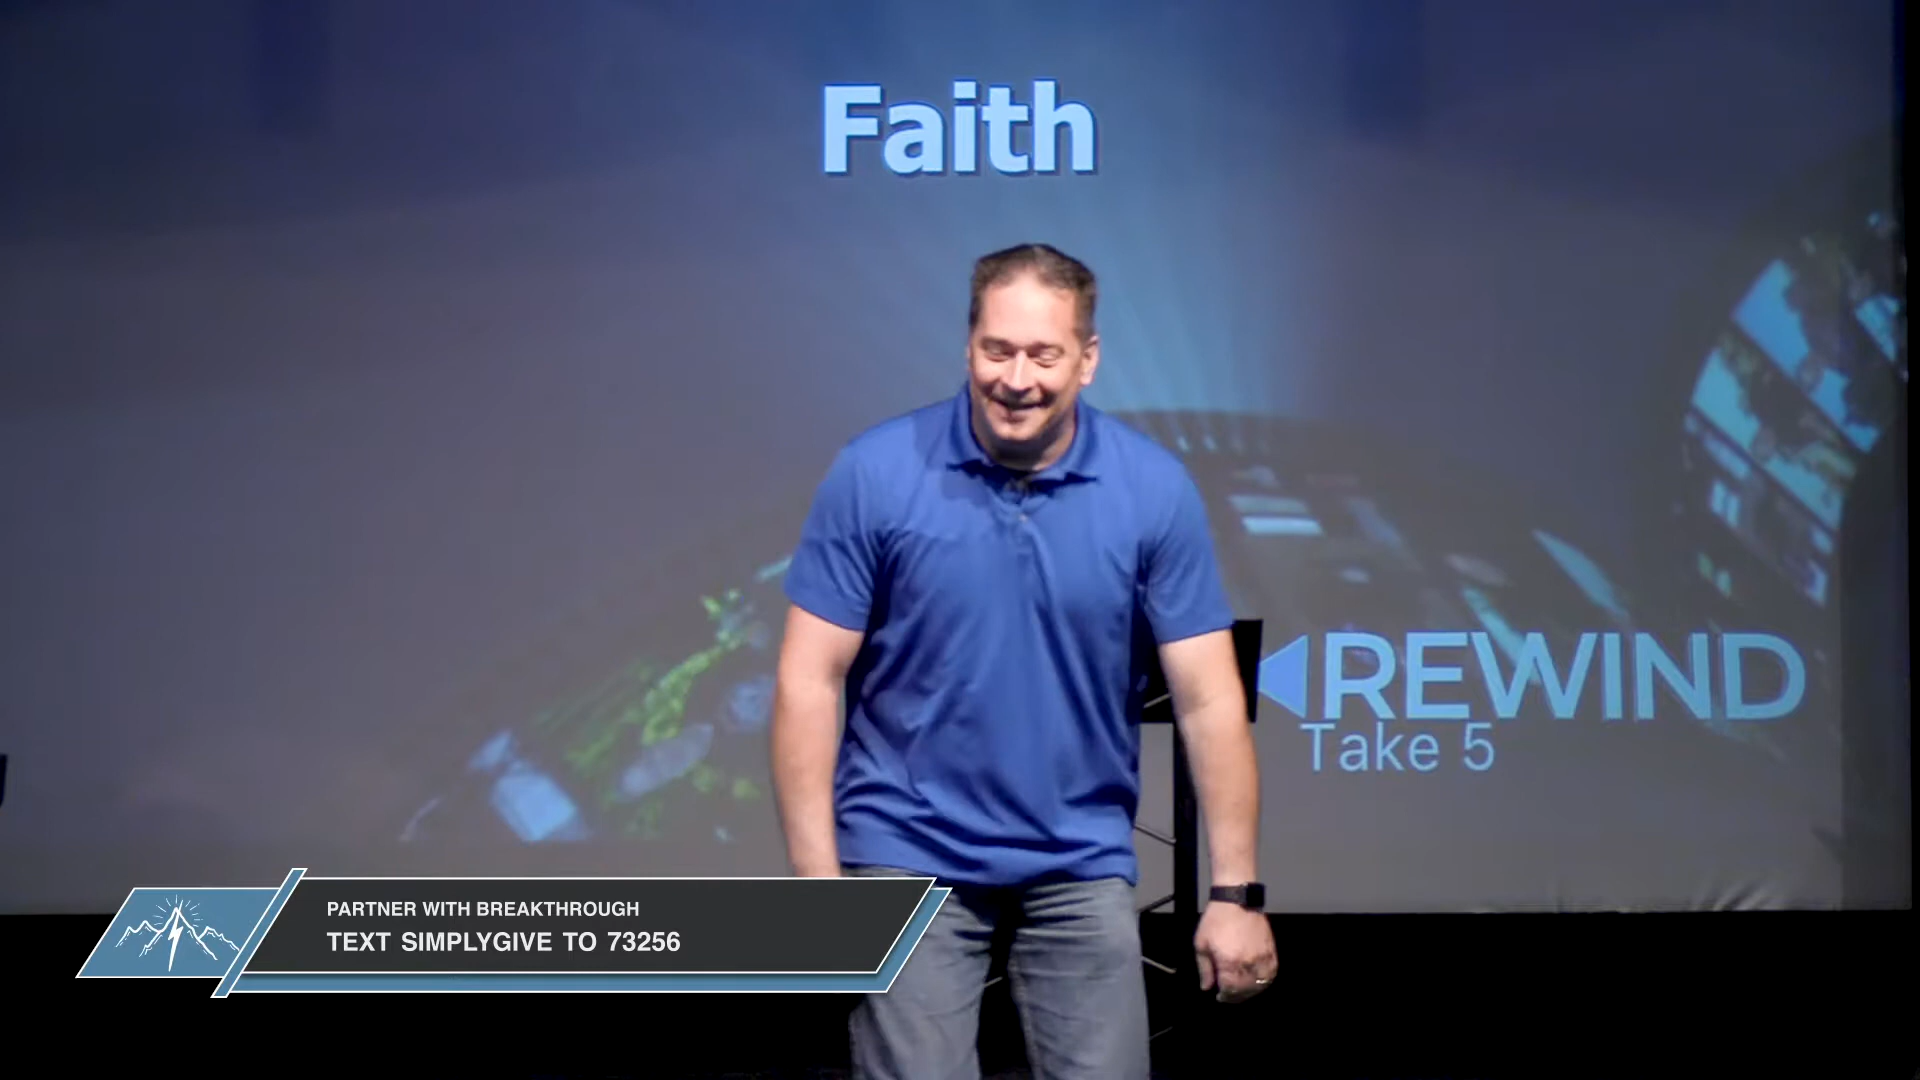 Faith
REWIND
Take 5
PARTNER WITH BREAKTHROUGH
TEXT SIMPLYGIVE TO 73256